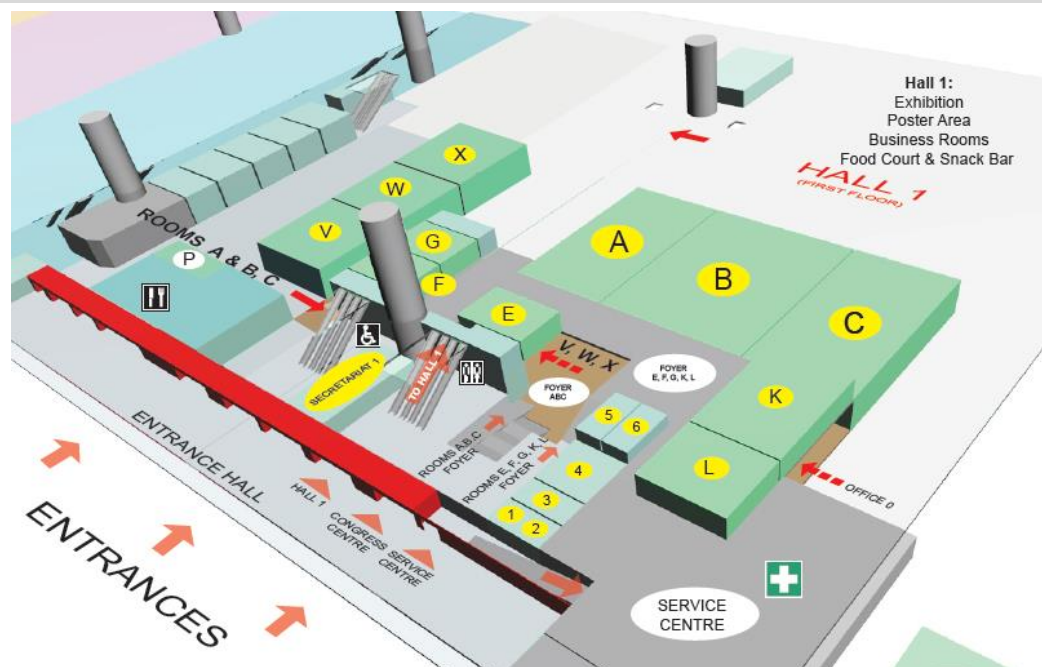 Hall 1:
Exhibition
Poster Area
Business Rooms
Food Court & Snack Bar
HALL 1
(FIRST FLOOR)
X
W
V
G
F
E
P
ROOMS A & B, C
A
B
C
K
L
V, W, X
FOYER
ABC
FOYER
E, F, G, K, L
SECRETARIAT 1
TO HALL 1
5
6
4
3
1
2
ROOMS A,B,C
FOYER
ROOMS E, F, G, K, L
FOYER
OFFICE 0
ENTRANCE HALL
HALL 1
CONGRESS
CENTRE
SERVICE
CENTRE
ENTRANCES
SERVICE
CENTRE